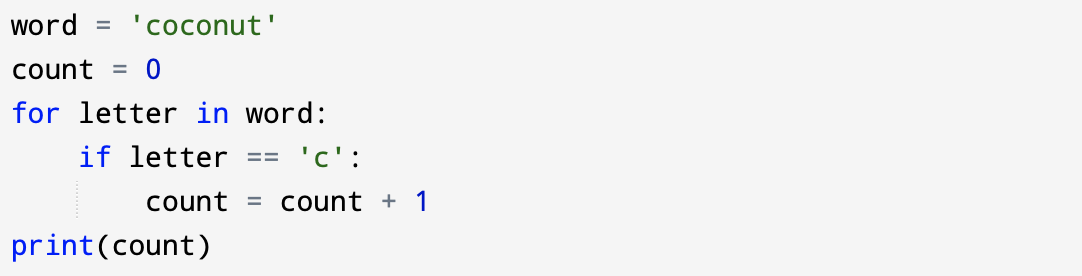 word = 'coconut'
count = 0
for letter in word:
    if letter == 'c':
        count = count + 1
print(count)